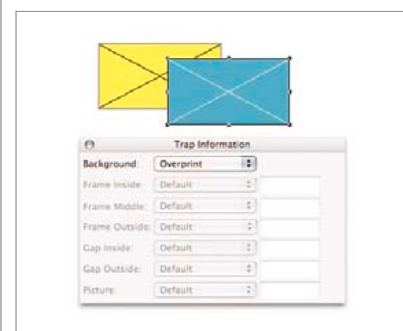 Trap Information
Background: Overprint
Frame Inside: Default
Frame Middle: Default
Frame Outside: Default
Gap Inside: Default
Gap Outside: Default
Picture: Default